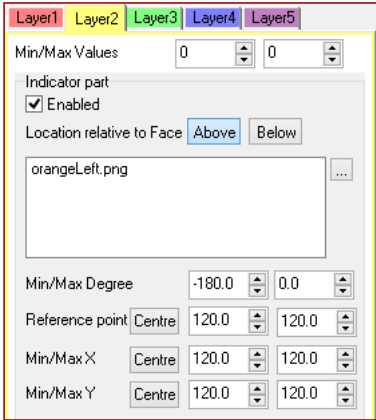 Layer1 Layer2 Layer3 Layer4 Layer5
Min/Max Values 0 0
Indicator part
Enabled
Location relative to Face Above Below
orangeLeft.png ...
Min/Max Degree -180.0 0.0
Reference point Centre 120.0 120.0
Min/Max X Centre 120.0 120.0
Min/Max Y Centre 120.0 120.0